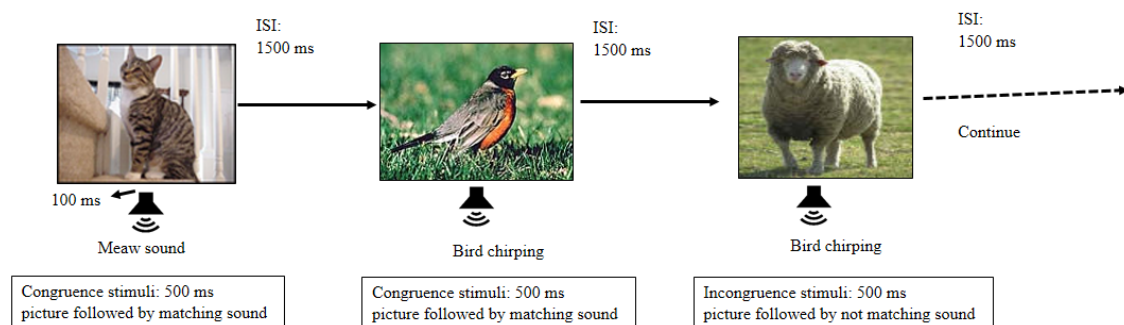 ISI:
1500 ms
ISI:
1500 ms
ISI:
1500 ms
Continue
100 ms
Meaw sound
Bird chirping
Bird chirping
Congruence stimuli: 500 ms
picture followed by matching sound
Congruence stimuli: 500 ms
picture followed by matching sound
Incongruence stimuli: 500 ms
picture followed by not matching sound